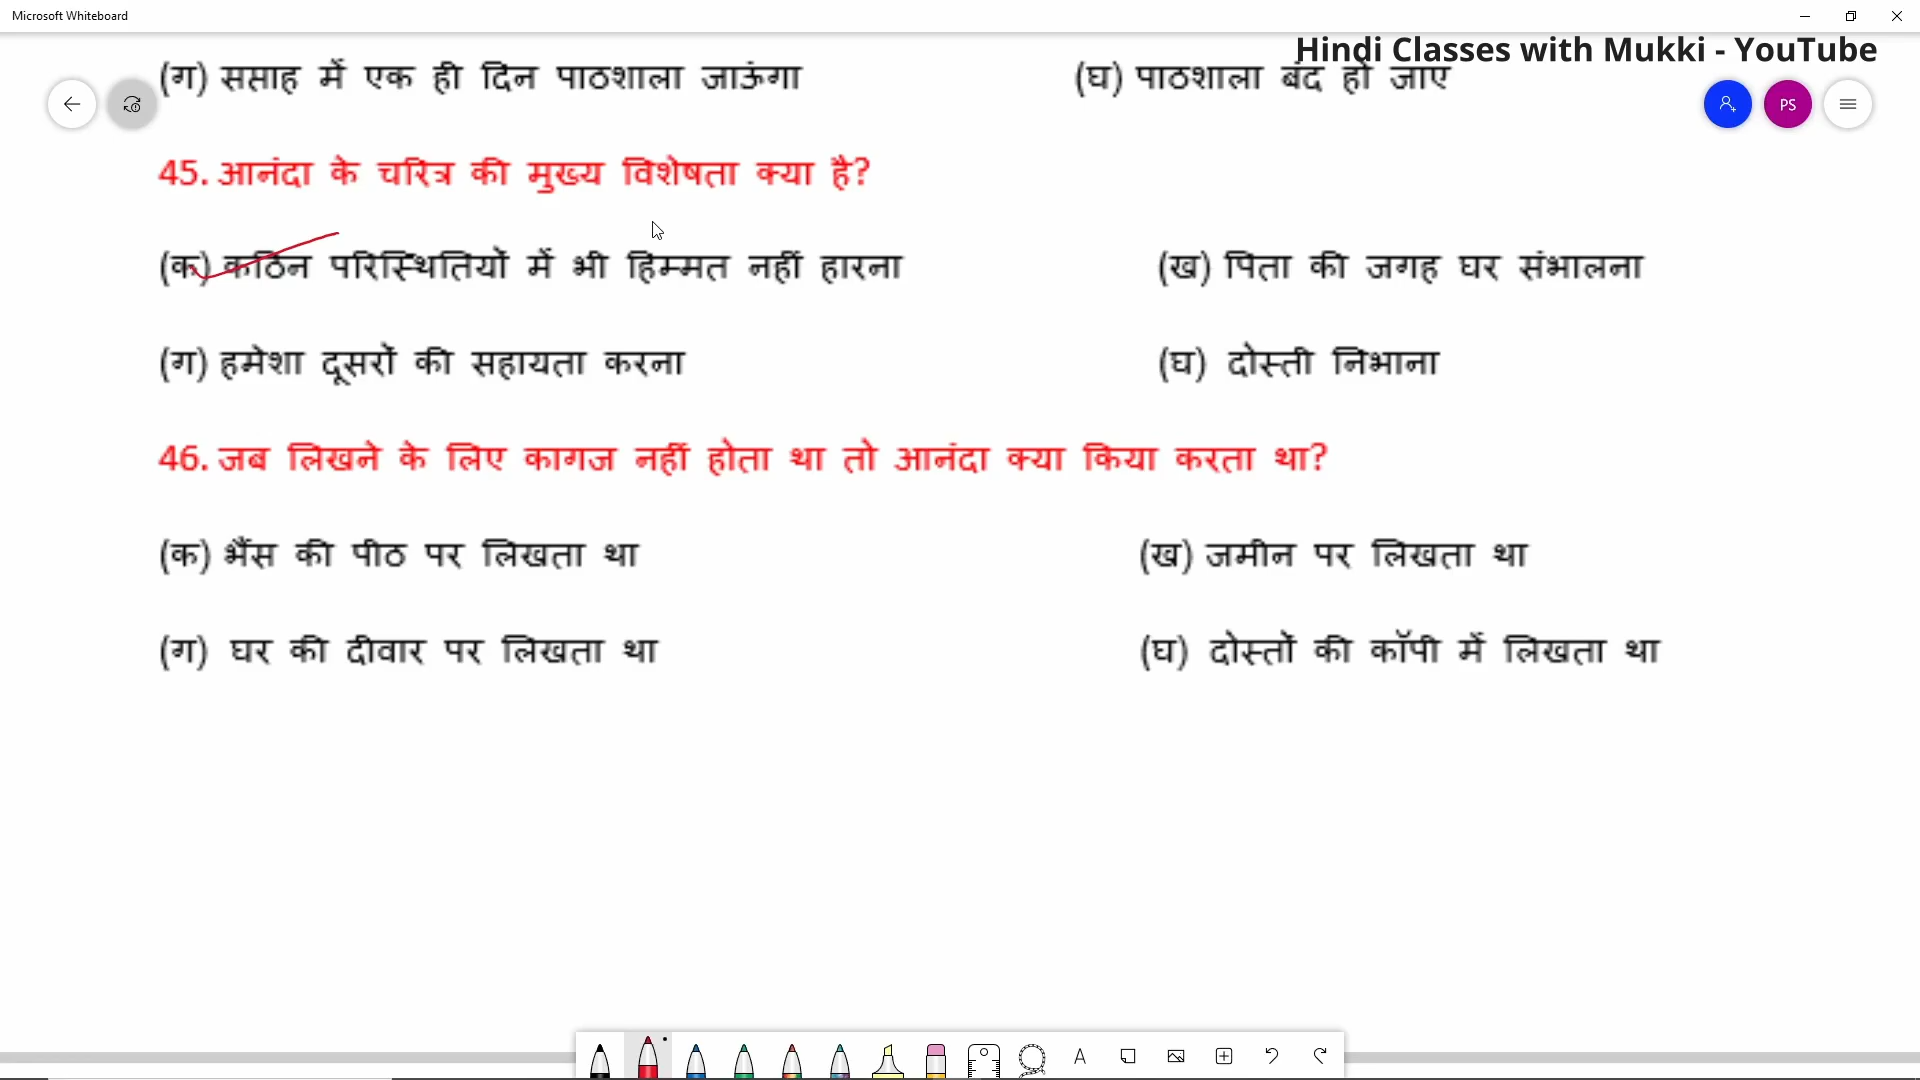 Microsoft Whiteboard
Hindi Classes with Mukki - YouTube
(ग) सप्ताह में एक ही दिन पाठशाला जाऊंगा (घ) पाठशाला बंद हो जाए
PS
45. आनंदा के चरित्र की मुख्य विशेषता क्या है?
(क) कठिन परिस्थितियों में भी हिम्मत नहीं हारना (ख) पिता की जगह घर संभालना
(ग) हमेशा दूसरों की सहायता करना (घ) दोस्ती निभाना
46. जब लिखने के लिए कागज नहीं होता था तो आनंदा क्या किया करता था?
(क) भैंस की पीठ पर लिखता था (ख) जमीन पर लिखता था
(ग) घर की दीवार पर लिखता था (घ) दोस्तों की कॉपी में लिखता था